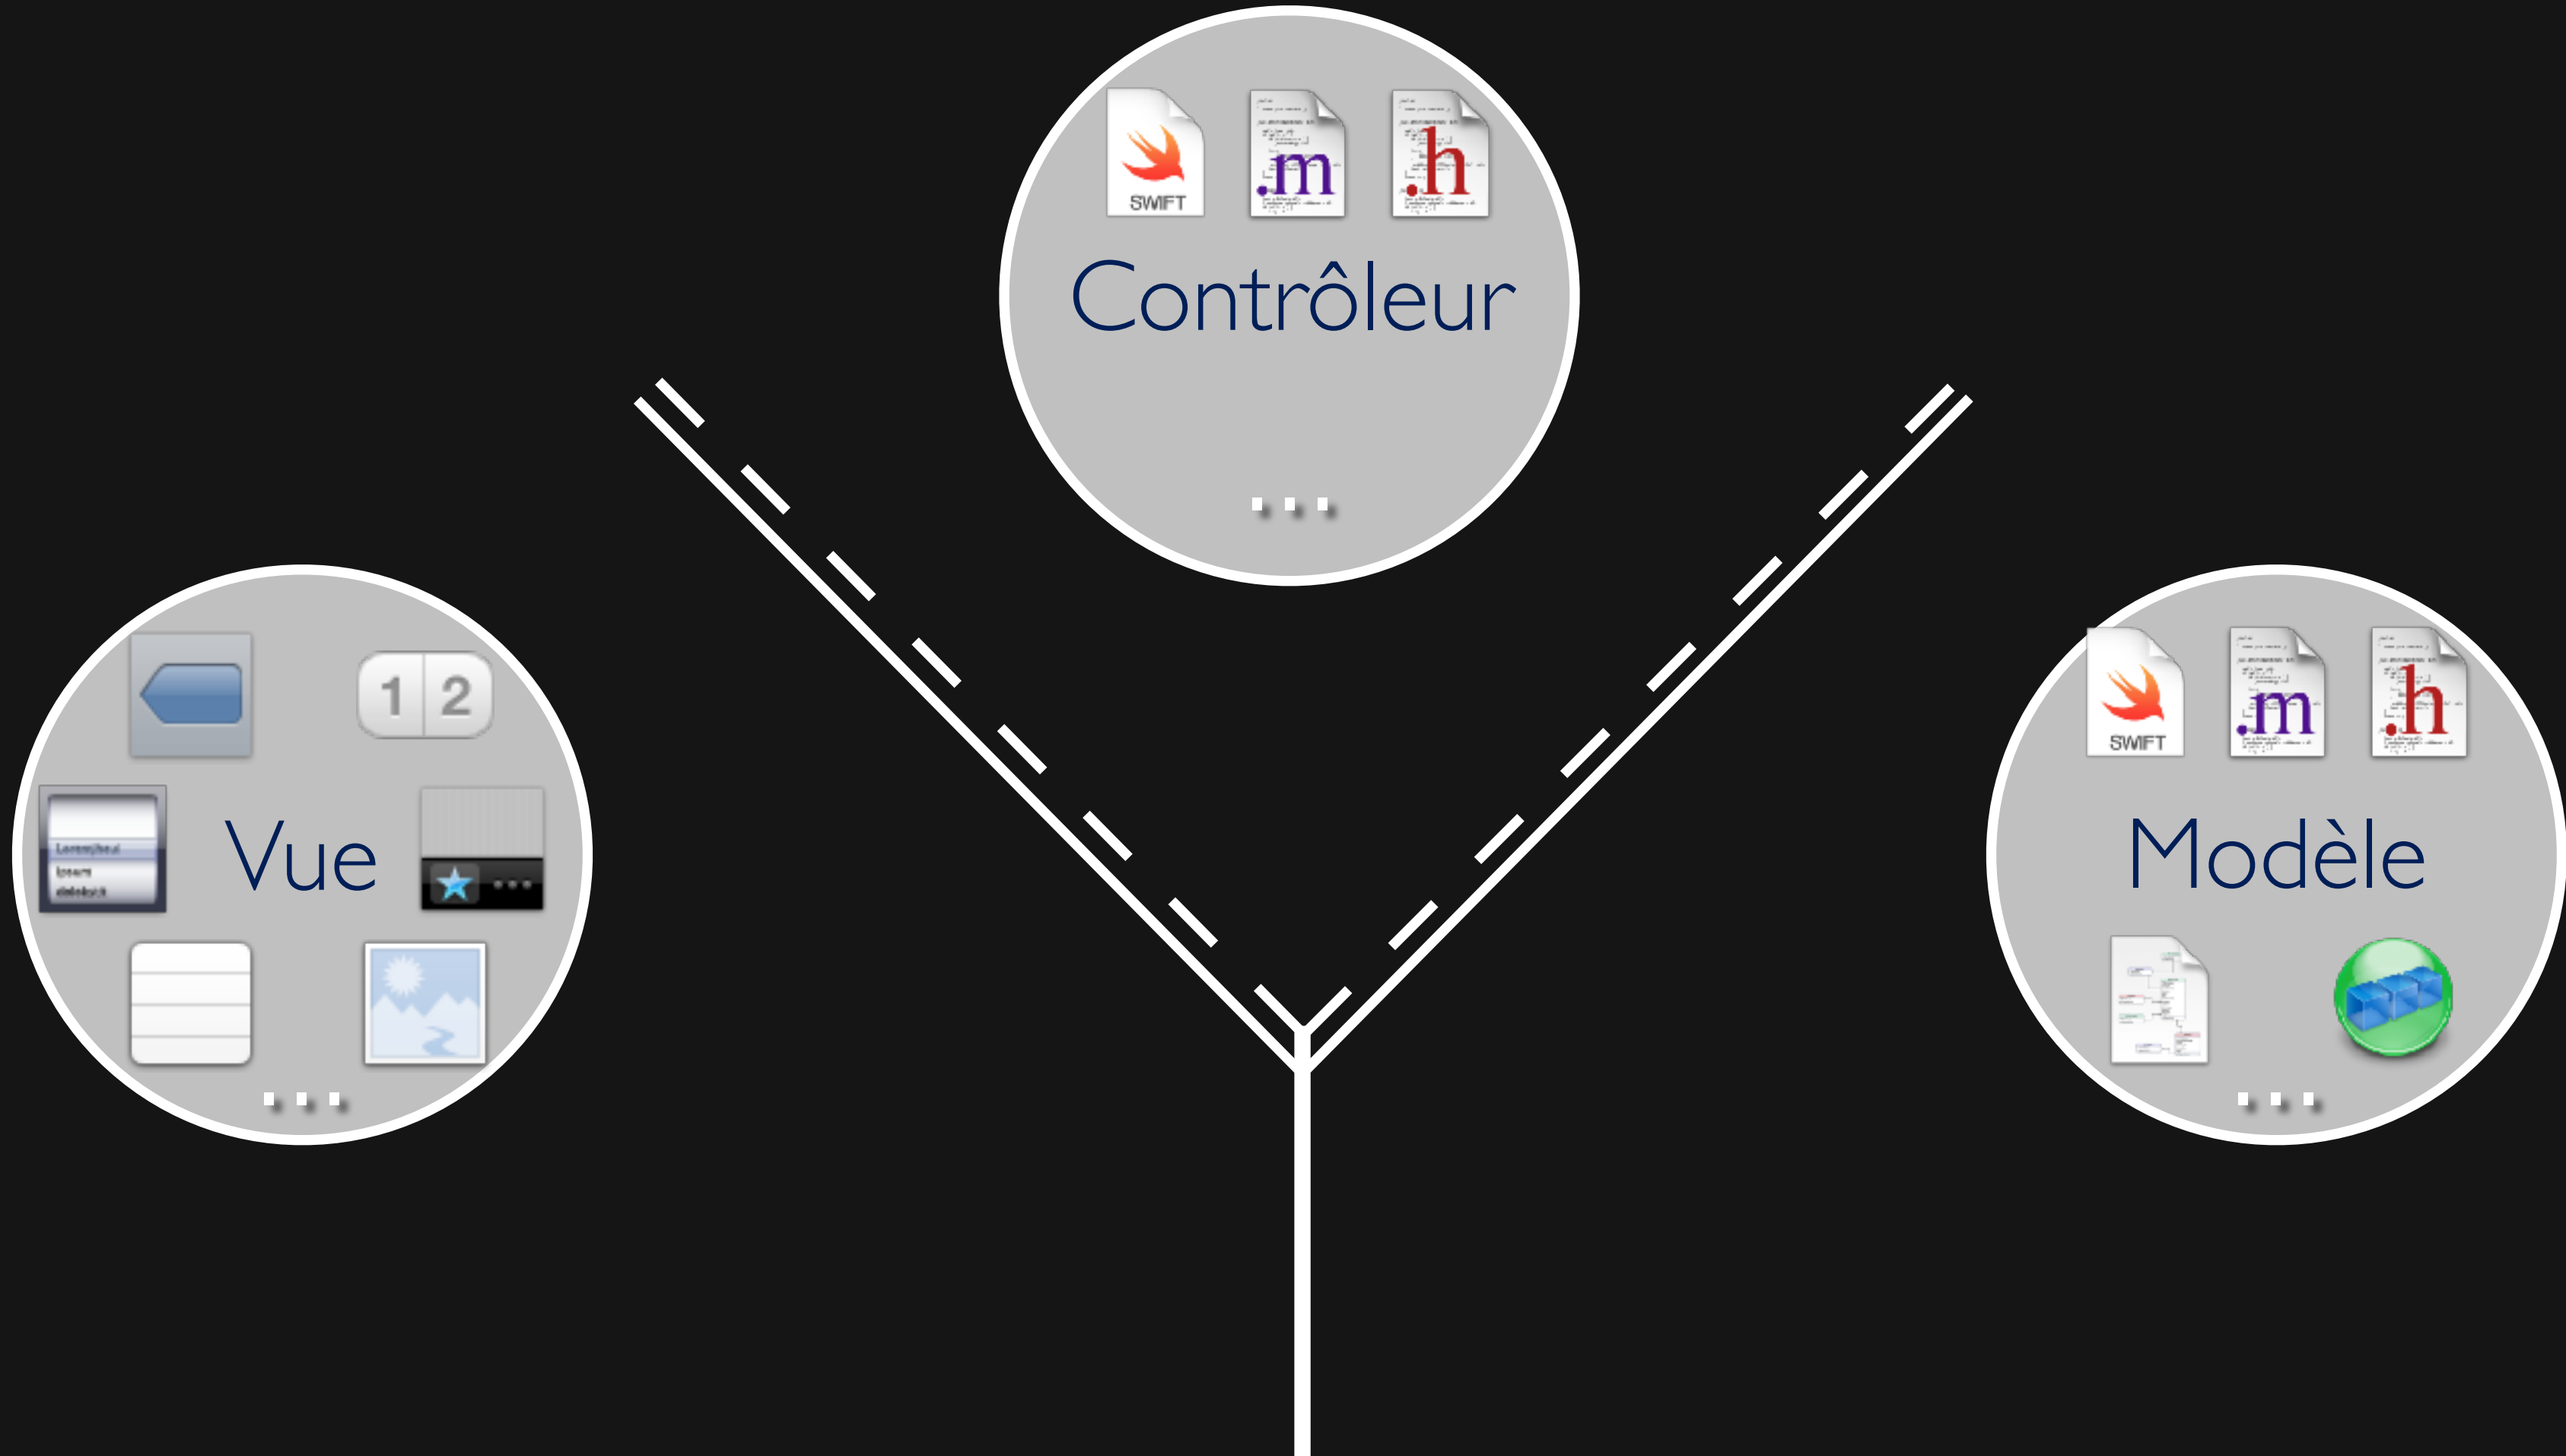 SWIFT .m .h
Contrôleur
...
1 2
Vue
...
SWIFT .m .h
Modèle
...